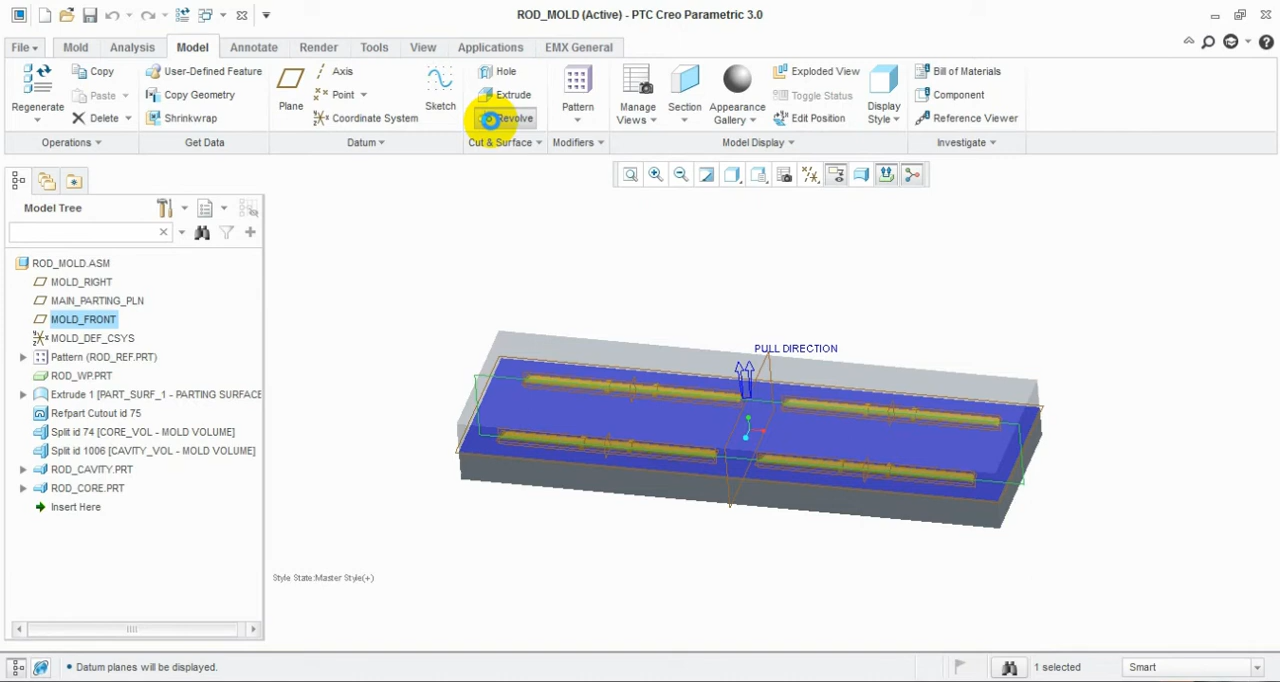 ROD_MOLD (Active) - PTC Creo Parametric 3.0
File Mold Analysis Model Annotate Render Tools View Applications EMX General
Regenerate
Copy
Paste
Delete
Operations
User-Defined Feature
Copy Geometry
Shrinkwrap
Get Data
Plane
Axis
Point
Coordinate System
Sketch
Datum
Hole
Extrude
Revolve
Cut & Surface
Pattern
Modifiers
Manage Views
Section
Appearance Gallery
Exploded View
Toggle Status
Edit Position
Display Style
Model Display
Bill of Materials
Component
Reference Viewer
Investigate
Model Tree
ROD_MOLD.ASM
MOLD_RIGHT
MAIN_PARTING_PLN
MOLD_FRONT
MOLD_DEF_CSYS
Pattern (ROD_REF.PRT)
ROD_WP.PRT
Extrude 1 [PART_SURF_1 - PARTING SURFACE
Refpart Cutout id 75
Split id 74 [CORE_VOL - MOLD VOLUME)
Split id 1006 [CAVITY_VOL - MOLD VOLUME)
ROD_CAVITY.PRT
ROD_CORE.PRT
Insert Here
PULL DIRECTION
Style State:Master Style(+)
Datum planes will be displayed.
1 selected
Smart